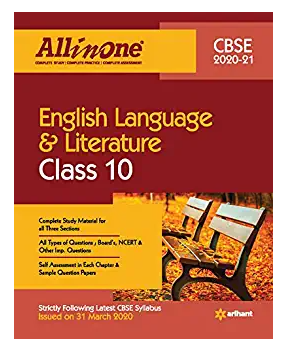 All in one
CBSE
2020-21
COMPLETE STUDY | COMPLETE PRACTICE | COMPLETE ASSESSMENT
English Language
& Literature
Class 10
Complete Study Material for
all Three Sections
All Types of Questions ; Board's, NCERT &
Other Imp. Questions
Self Assessment in Each Chapter &
Sample Question Papers
Strictly Following Latest CBSE Syllabus
Issued on 31 March 2020
arihant